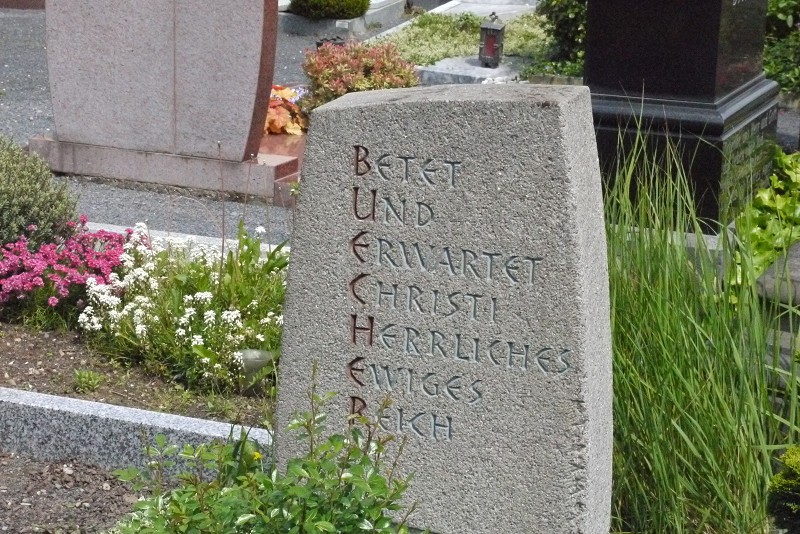 BETET
UND
ERWARTET
CHRISTI
HERRLICHES
EWIGES
REICH